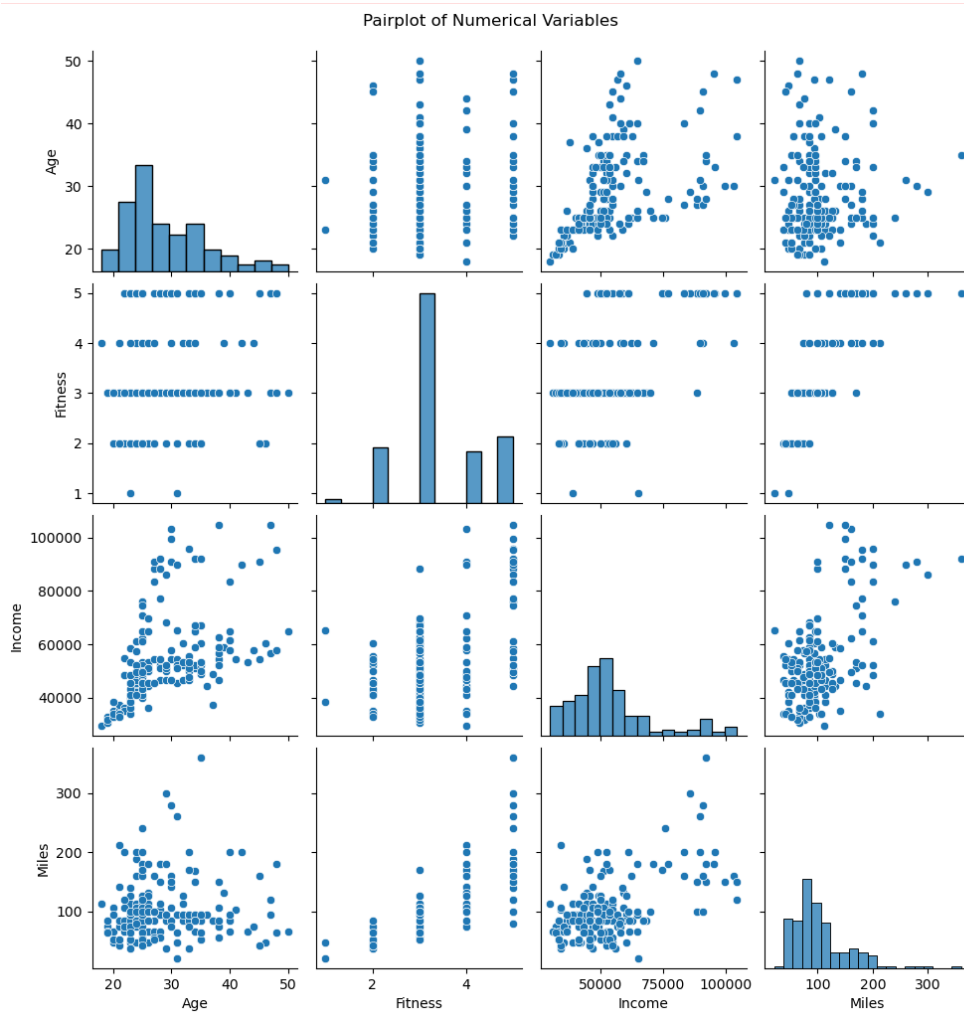 Pairplot of Numerical Variables
50
40
30
20
Age
5
4
3
2
1
Fitness
100000
80000
60000
40000
Income
300
200
100
Miles
20 30 40 50
2 4
50000 75000 100000
100 200 300
Age Fitness Income Miles